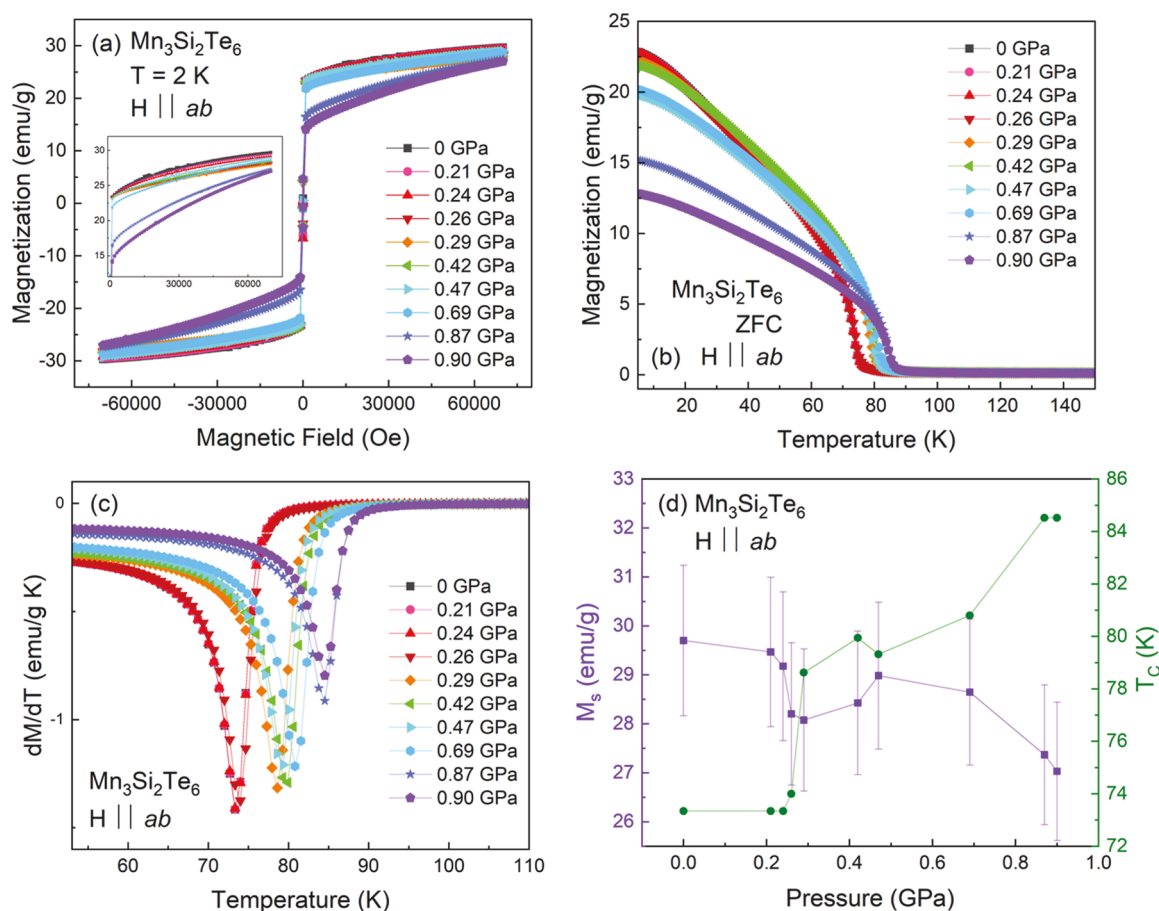 (a) Mn₃Si₂Te₆
T = 2 K
H || ab
Magnetization (emu/g)
30
20
10
0
-10
-20
-30
-60000 -30000 0 30000 60000
Magnetic Field (Oe)
30
25
20
15
0 30000 60000
0 GPa
0.21 GPa
0.24 GPa
0.26 GPa
0.29 GPa
0.42 GPa
0.47 GPa
0.69 GPa
0.87 GPa
0.90 GPa
Magnetization (emu/g)
25
20
15
10
5
0
0 GPa
0.21 GPa
0.24 GPa
0.26 GPa
0.29 GPa
0.42 GPa
0.47 GPa
0.69 GPa
0.87 GPa
0.90 GPa
Mn₃Si₂Te₆
ZFC
(b) H || ab
20 40 60 80 100 120 140
Temperature (K)
(c)
dM/dT (emu/g K)
0
-1
0 GPa
0.21 GPa
0.24 GPa
0.26 GPa
0.29 GPa
0.42 GPa
0.47 GPa
0.69 GPa
0.87 GPa
0.90 GPa
Mn₃Si₂Te₆
H || ab
60 70 80 90 100 110
Temperature (K)
(d) Mn₃Si₂Te₆
H || ab
Mₛ (emu/g)
33
32
31
30
29
28
27
26
T_C (K)
86
84
82
80
78
76
74
72
0.0 0.2 0.4 0.6 0.8 1.0
Pressure (GPa)